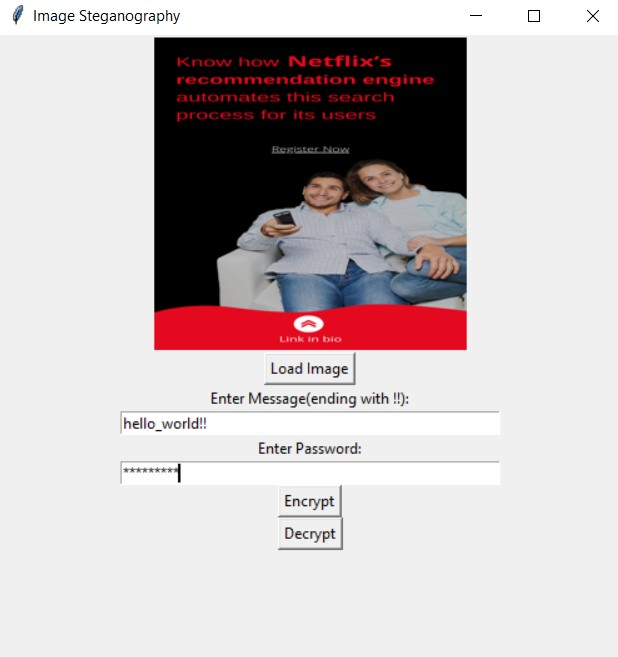 Image Steganography
Know how Netflix's
recommendation engine
automates this search
process for its users
Register Now
Link in bio
Load Image
Enter Message(ending with !!):
hello_world!!
Enter Password:
*********
Encrypt
Decrypt